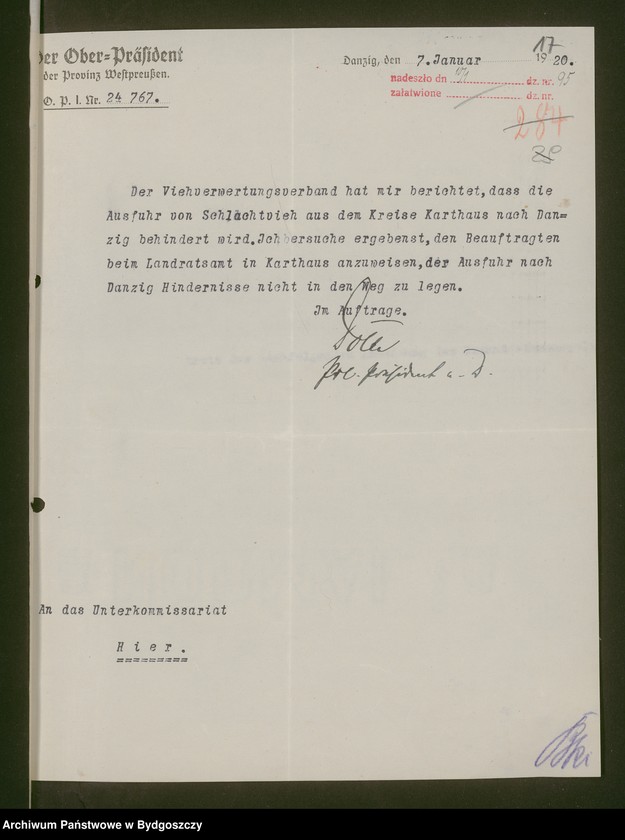 Der Ober=Präsident
der Provinz Westpreußen.
O. P. I. Nr. 24 767.
17
Danzig, den 7. Januar 1920.
nadeszło dn dz. nr. 95
załatwione dz. nr.
284
Der Viehverwertungsverband hat mir berichtet, dass die
Ausfuhr von Schlachtvieh aus dem Kreise Karthaus nach Dan=
zig behindert wird. Ich ersuche ergebenst, den Beauftragten
beim Landratsamt in Karthaus anzuweisen, der Ausfuhr nach
Danzig Hindernisse nicht in den Weg zu legen.
Im Auftrage.
Pol. Präsident a. D.
An das Unterkommissariat
Hier.
Archiwum Państwowe w Bydgoszczy